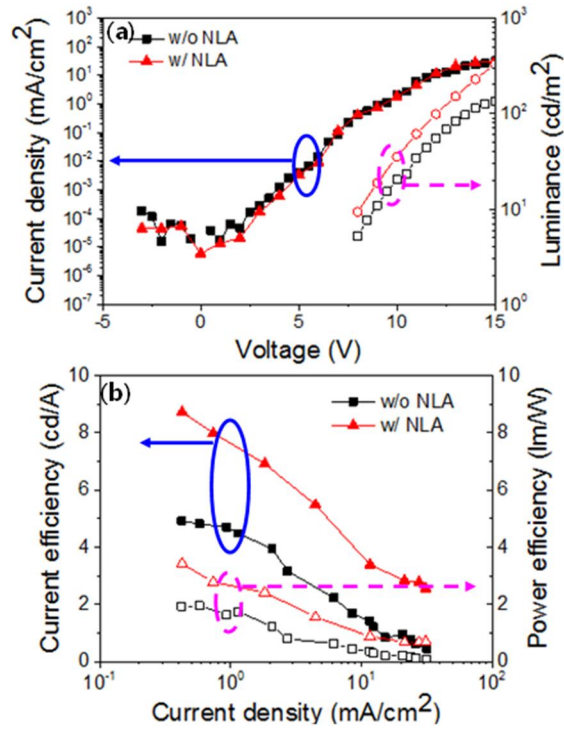 (a)
w/o NLA
w/ NLA
Current density (mA/cm²)
10³
10²
10¹
10⁰
10⁻¹
10⁻²
10⁻³
10⁻⁴
10⁻⁵
10⁻⁶
10⁻⁷
Luminance (cd/m²)
10³
10²
10¹
10⁰
-5 0 5 10 15
Voltage (V)
(b)
w/o NLA
w/ NLA
Current efficiency (cd/A)
10
8
6
4
2
0
Power efficiency (lm/W)
10
8
6
4
2
0
10⁻¹ 10⁰ 10¹ 10²
Current density (mA/cm²)